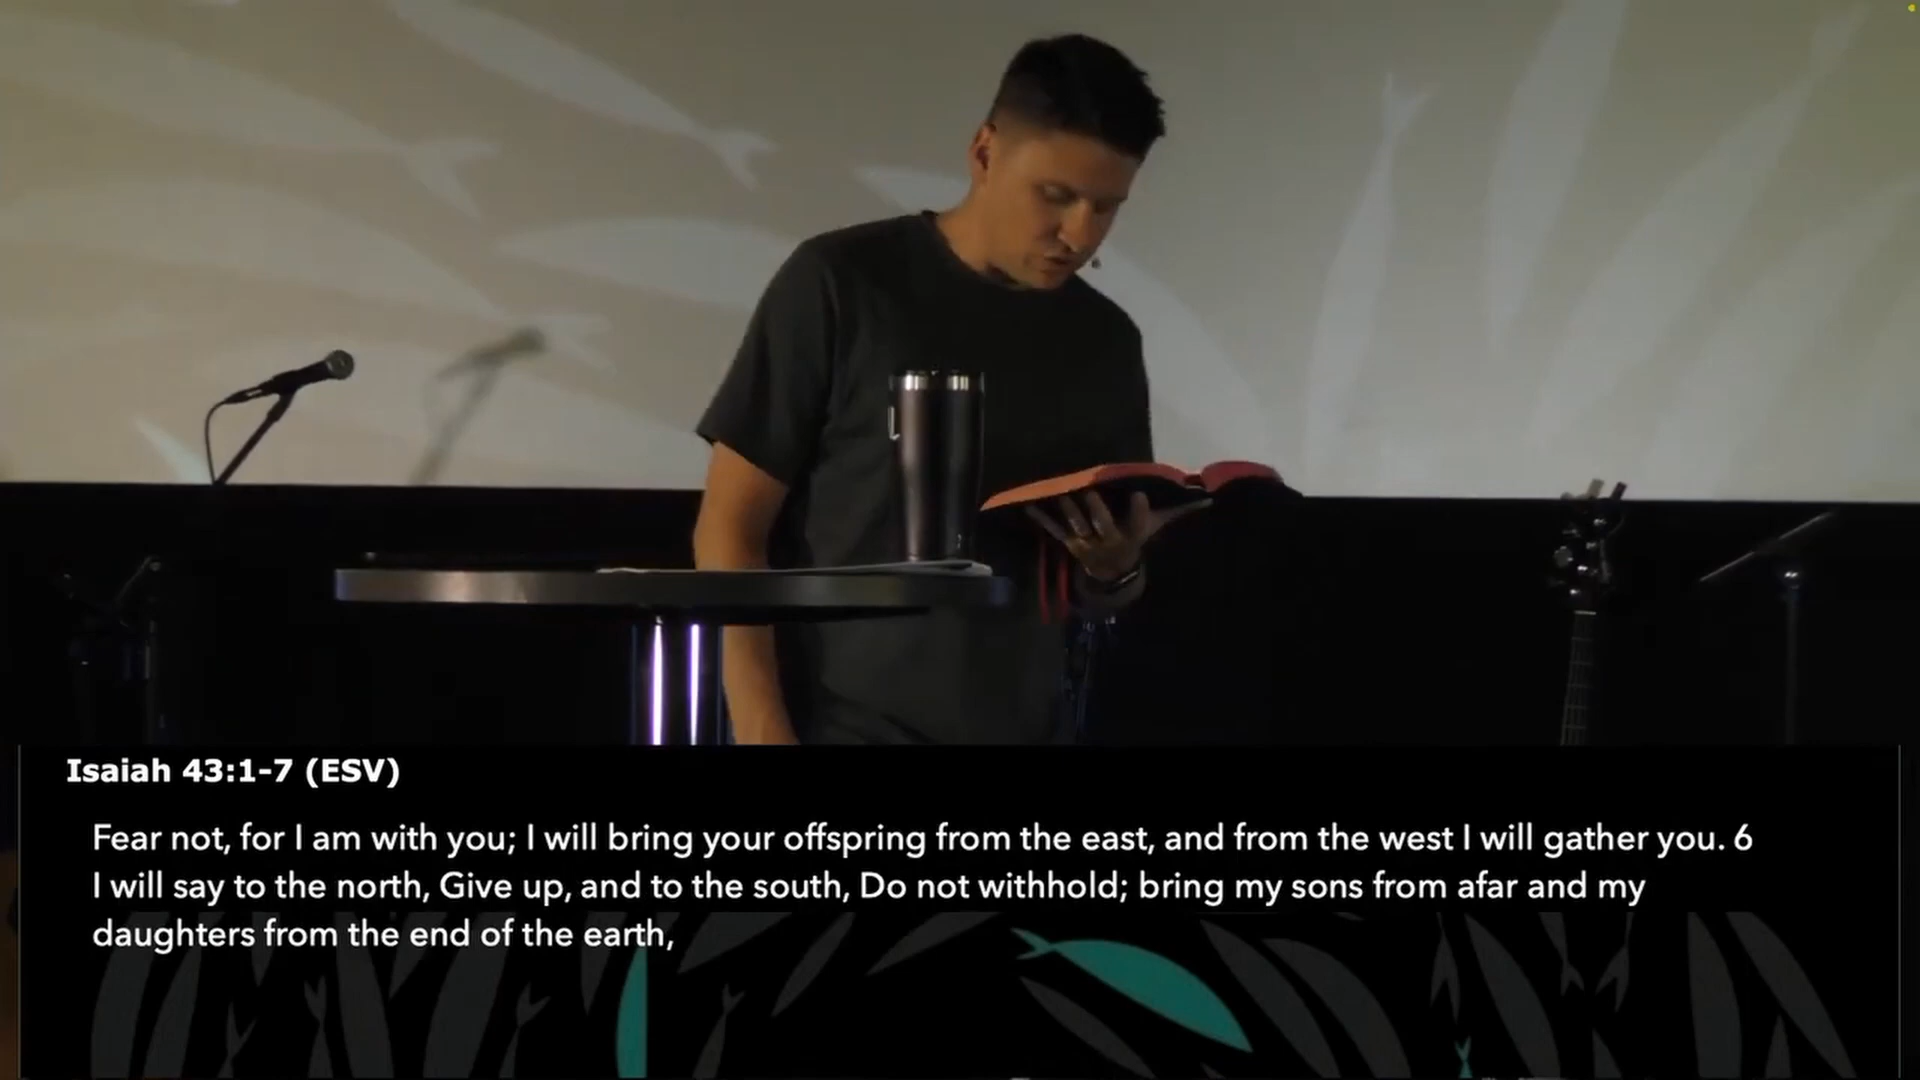 Isaiah 43:1-7 (ESV)
Fear not, for I am with you; I will bring your offspring from the east, and from the west I will gather you. 6
I will say to the north, Give up, and to the south, Do not withhold; bring my sons from afar and my
daughters from the end of the earth,